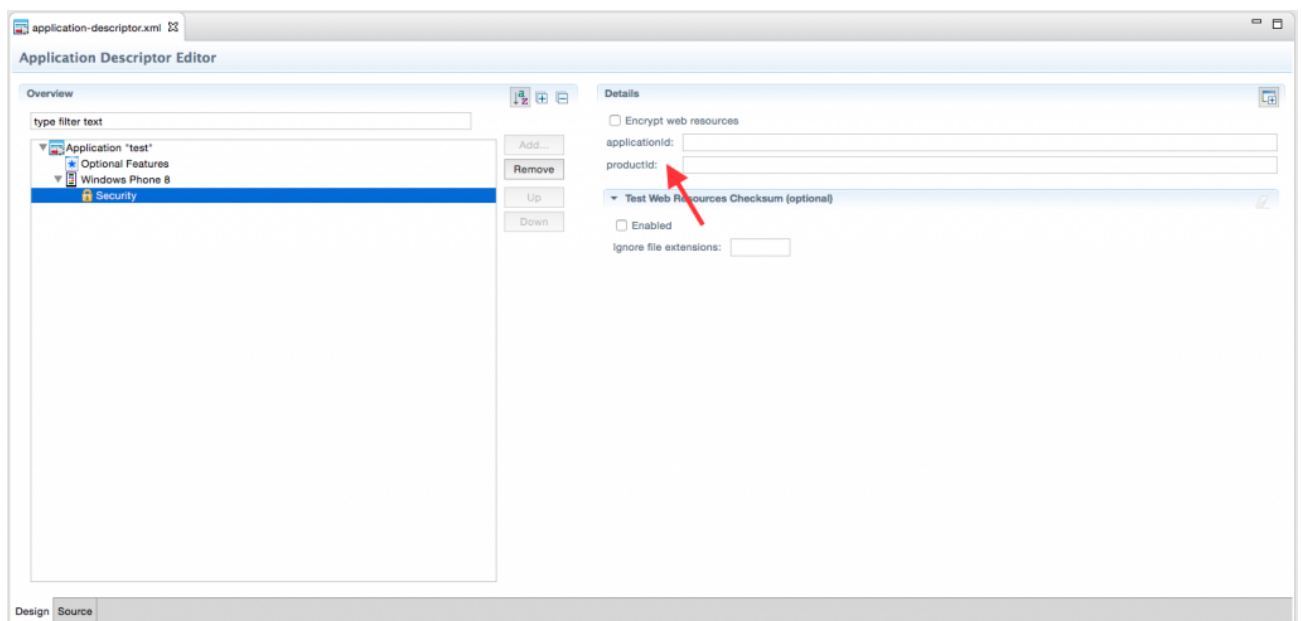 application-descriptor.xml
Application Descriptor Editor
Overview
type filter text
Application "test"
Optional Features
Windows Phone 8
Security
Add...
Remove
Up
Down
Details
Encrypt web resources
applicationId:
productId:
Test Web Resources Checksum (optional)
Enabled
Ignore file extensions:
Design Source